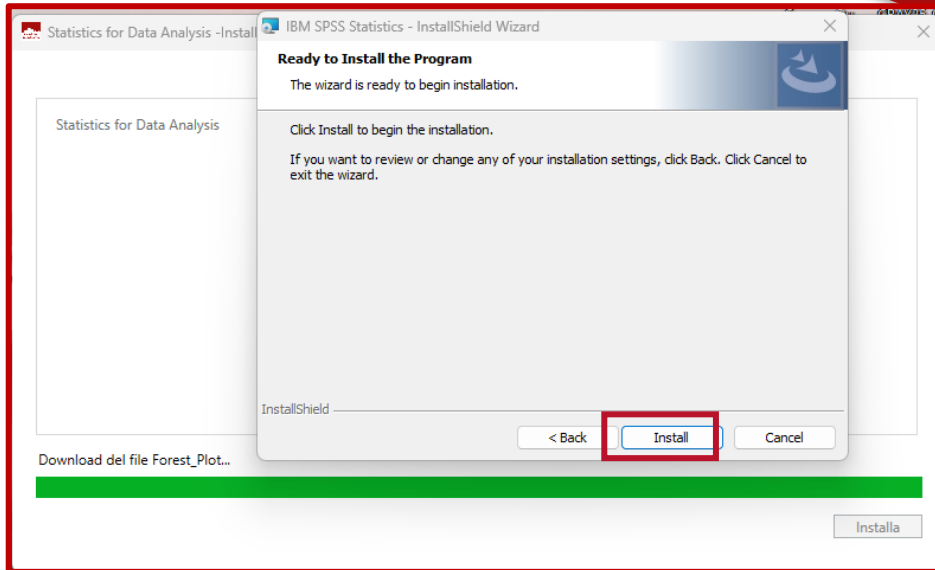 Statistics for Data Analysis -Install
IBM SPSS Statistics - InstallShield Wizard
Ready to Install the Program
The wizard is ready to begin installation.
Statistics for Data Analysis
Click Install to begin the installation.
If you want to review or change any of your installation settings, click Back. Click Cancel to
exit the wizard.
InstallShield
< Back
Install
Cancel
Download del file Forest_Plot...
Installa